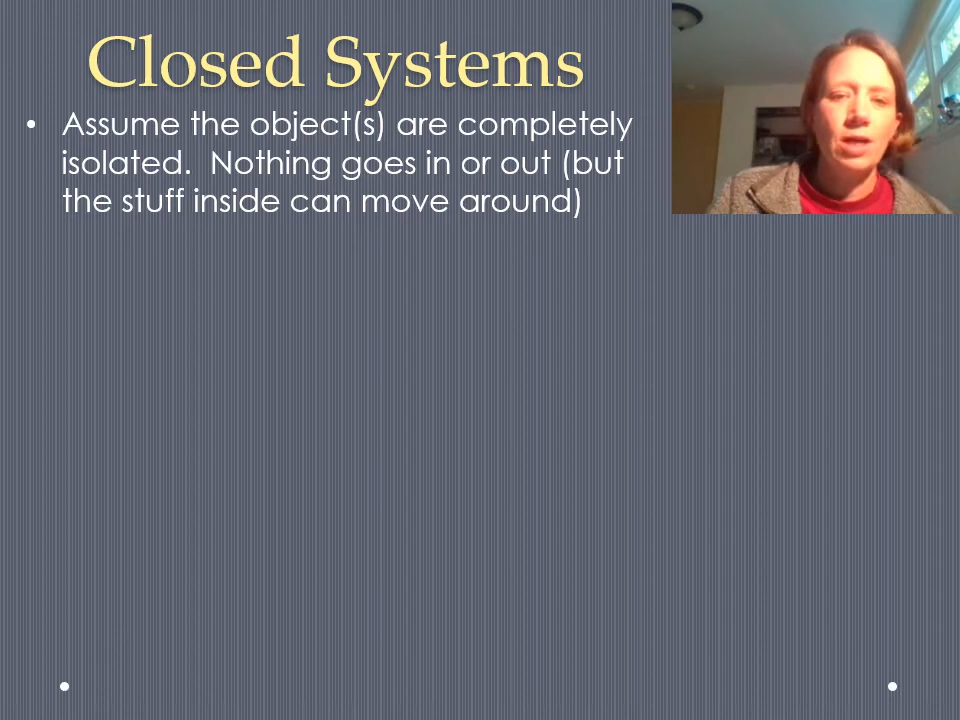 Closed Systems
• Assume the object(s) are completely
isolated.  Nothing goes in or out (but
the stuff inside can move around)